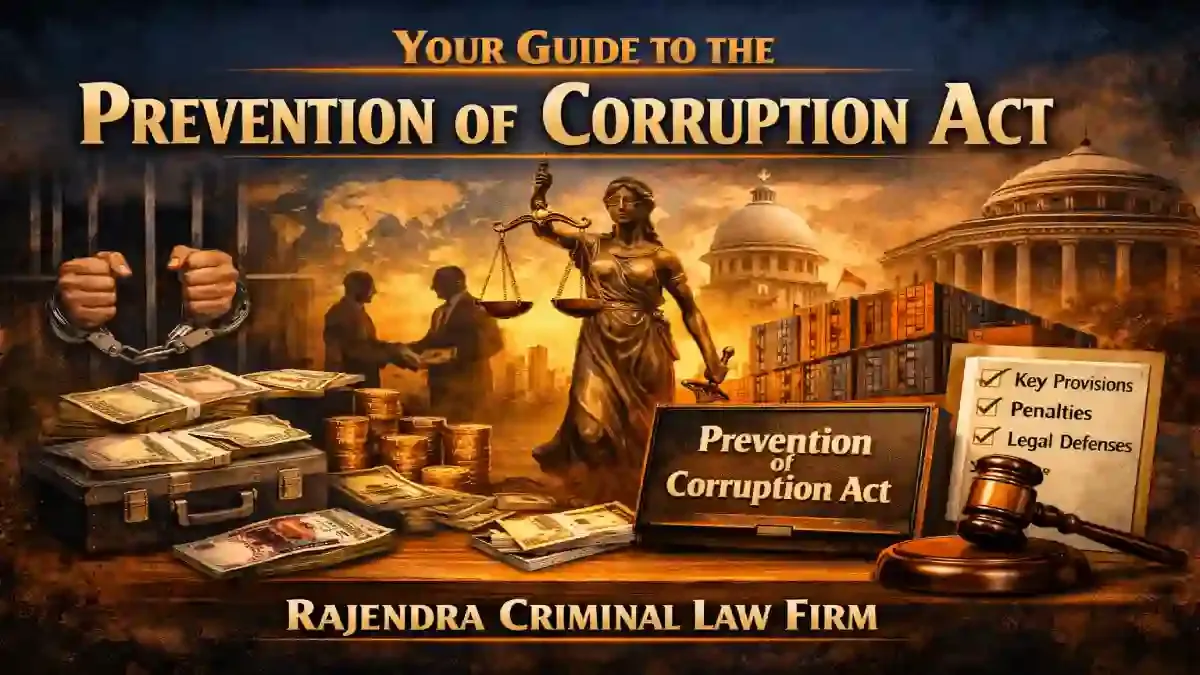 YOUR GUIDE TO THE
PREVENTION OF CORRUPTION ACT
Prevention
of
Corruption Act
Key Provisions
Penalties
Legal Defenses
RAJENDRA CRIMINAL LAW FIRM